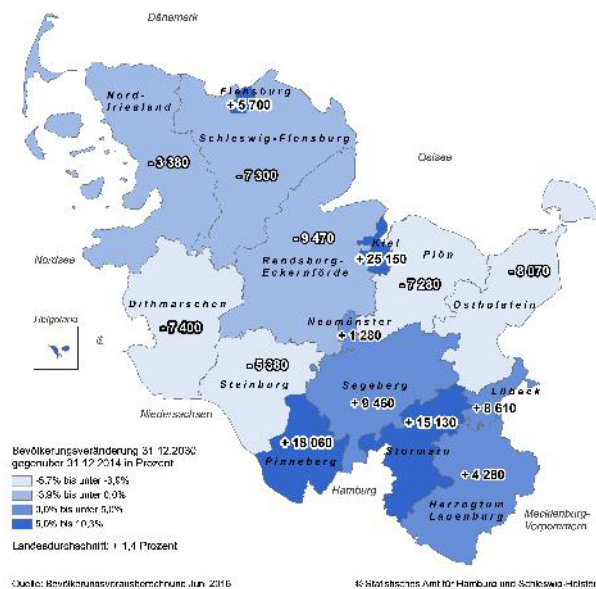 Dänemark
Flensburg
+ 5 700
Nord-
friesland
Schleswig-Flensburg
- 3 380
- 7 300
Ostsee
- 9 470
Kiel
+ 25 150
Rendsburg-
Eckernförde
Plön
- 7 280
- 8 070
Ostholstein
Nordsee
Dithmarschen
- 7 400
Helgoland
Neumünster
+ 1 280
- 5 380
Steinburg
Segeberg
+ 9 460
Lübeck
+ 8 610
+ 15 130
Stormarn
Niedersachsen
+ 18 060
Pinneberg
Hamburg
+ 4 280
Herzogtum
Lauenburg
Mecklenburg-
Vorpommern
Bevölkerungsveränderung 31.12.2030
gegenüber 31.12.2014 in Prozent
bis unter -3,9%
-3,9% bis unter 0,0%
0,0% bis unter 5,0%
5,0% bis 10,3%
Landesdurchschnitt: + 1,4 Prozent
Quelle: Bevölkerungsvorausberechnung Juni 2016
© Statistisches Amt für Hamburg und Schleswig-Holstein